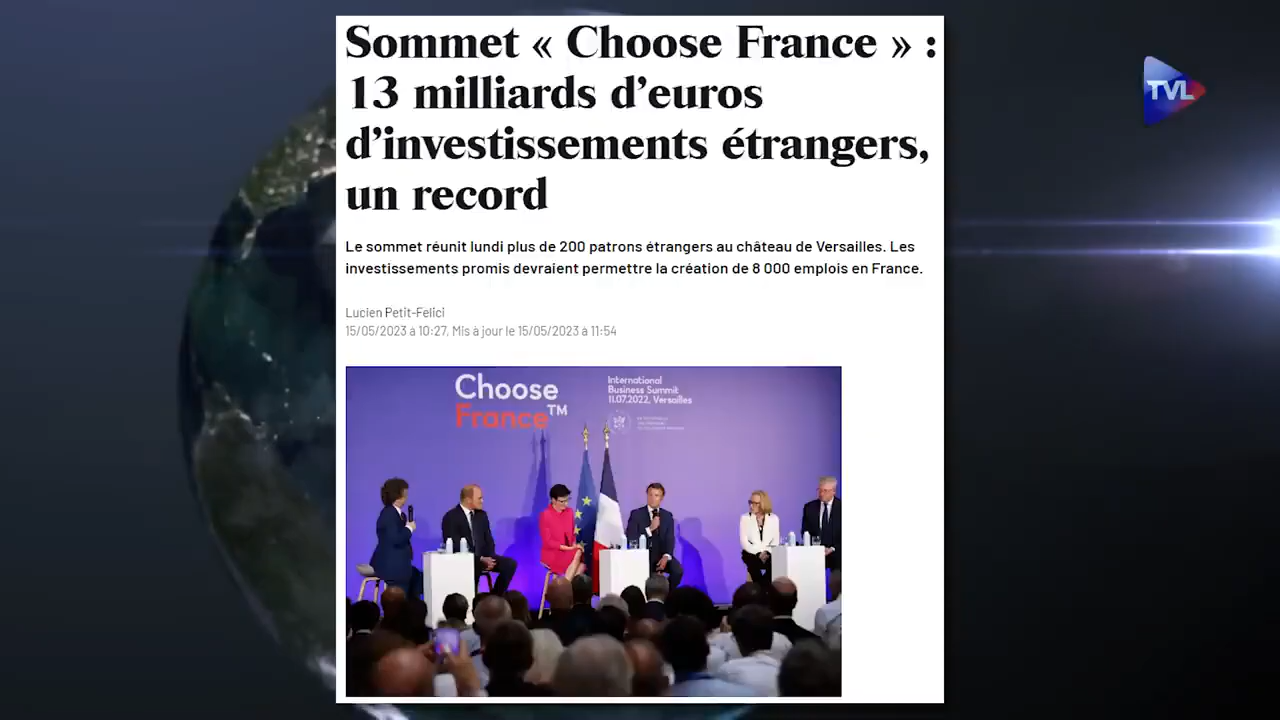 Sommet « Choose France » :
13 milliards d’euros
d’investissements étrangers,
un record
Le sommet réunit lundi plus de 200 patrons étrangers au château de Versailles. Les
investissements promis devraient permettre la création de 8 000 emplois en France.
Lucien Petit-Felici
15/05/2023 à 10:27, Mis à jour le 15/05/2023 à 11:54
Choose
France™
International
Business Summit
11.07.2022, Versailles
TVL